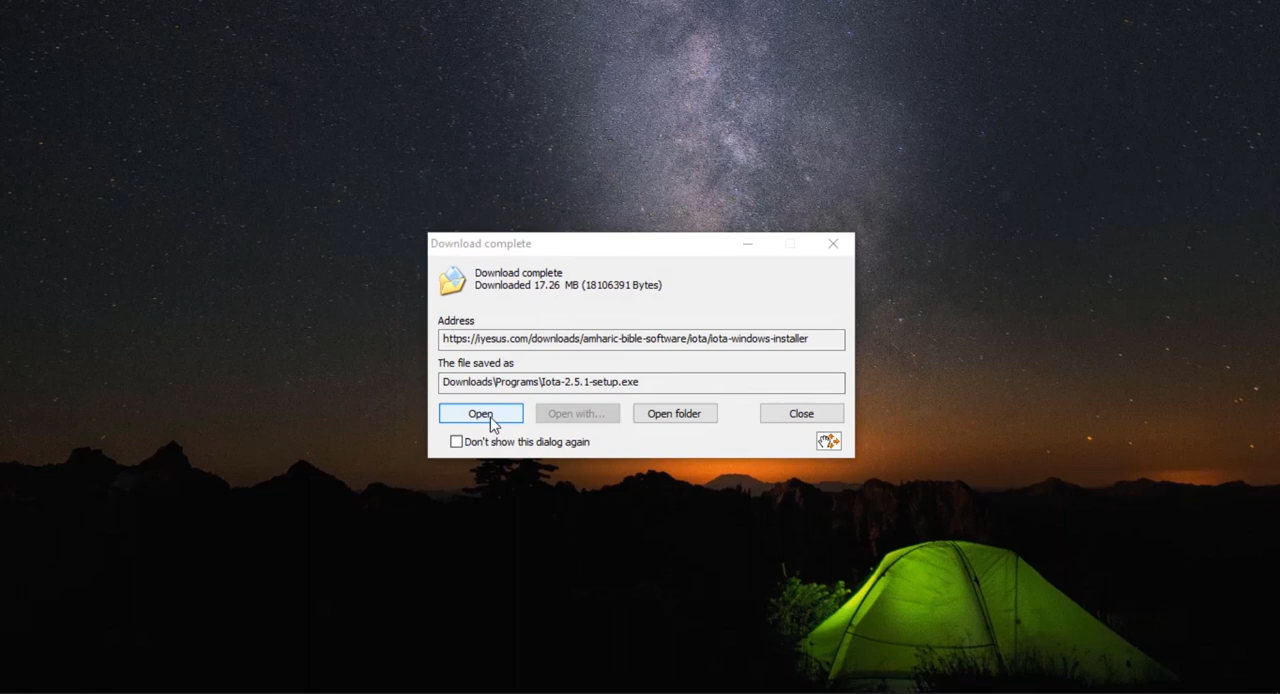 Download complete
Download complete
Downloaded 17.26 MB (18106391 Bytes)
Address
https://iyesus.com/downloads/amharic-bible-software/iota/iota-windows-installer
The file saved as
Downloads\Programs\Iota-2.5.1-setup.exe
Open Open with... Open folder Close
Don't show this dialog again